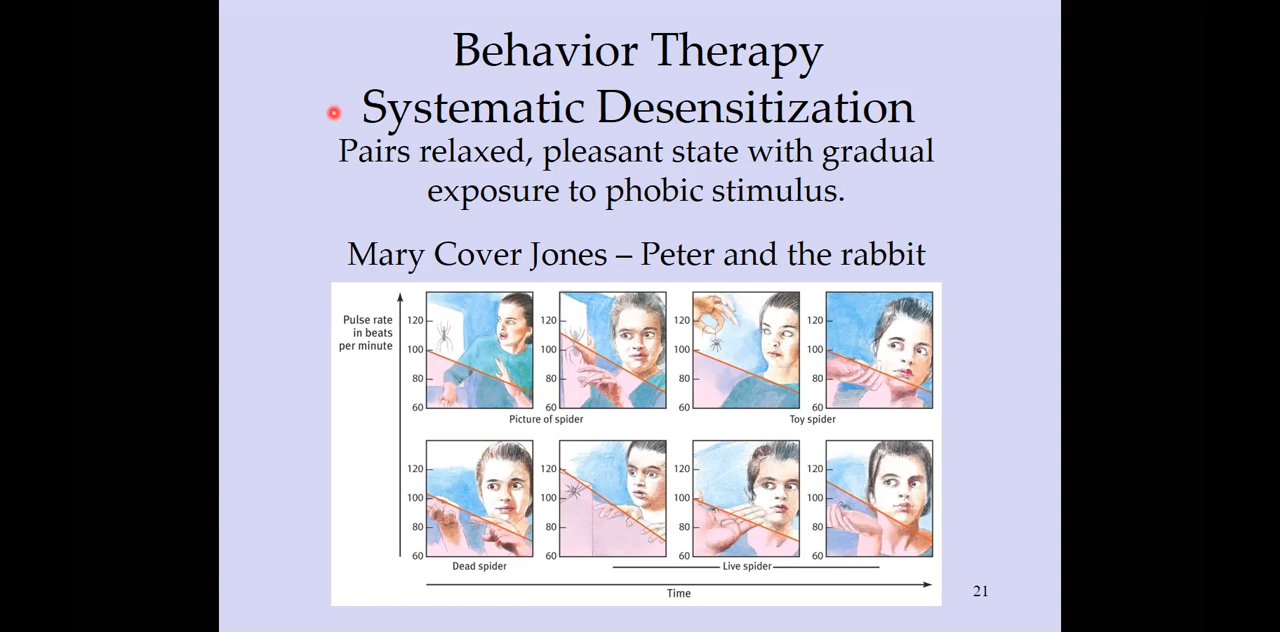 Behavior Therapy
Systematic Desensitization
Pairs relaxed, pleasant state with gradual
exposure to phobic stimulus.
Mary Cover Jones – Peter and the rabbit
Pulse rate
in beats
per minute
120 120 120 120
100 100 100 100
80 80 80 80
60 60 60 60
Picture of spider Toy spider
120 120 120 120
100 100 100 100
80 80 80 80
60 60 60 60
Dead spider Live spider
Time
21